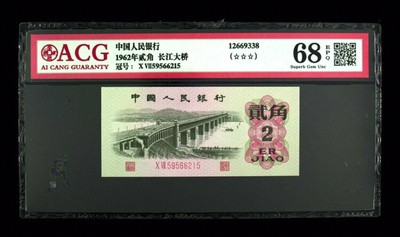 ACG
AI CANG GUARANTY
中国人民银行
1962年贰角 长江大桥
冠号: X Ⅶ59566215
12669338
(☆☆☆)
68 EPQ
Superb Gem Unc
中國人民銀行
貳角
2
ER
JIAO
X Ⅶ 59566215